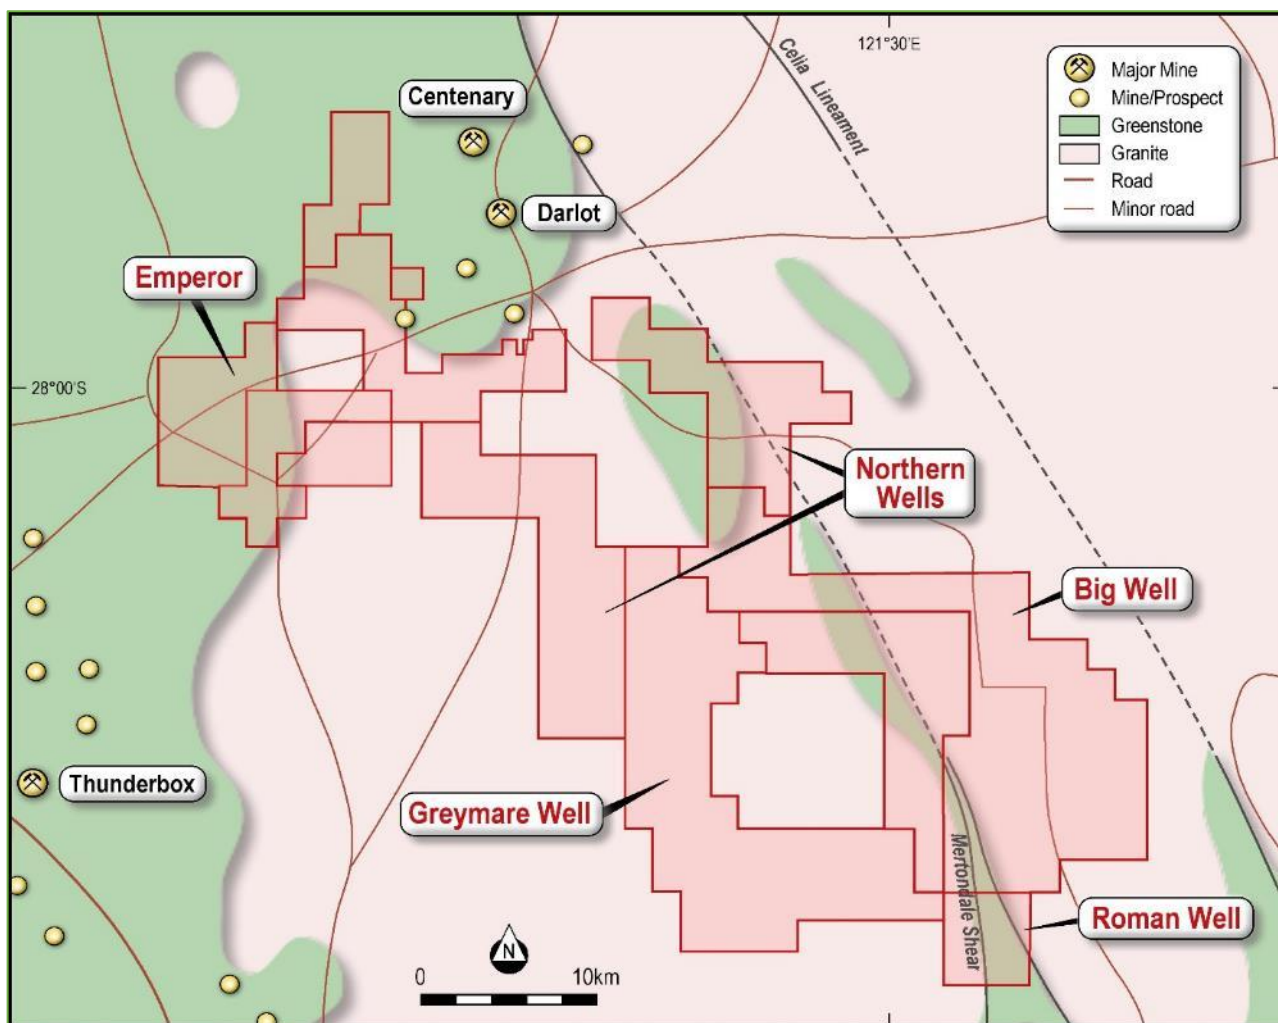 121°30'E
Celia Lineament
Major Mine
Mine/Prospect
Greenstone
Granite
Road
Minor road
Centenary
Darlot
Emperor
28°00'S
Northern
Wells
Big Well
Thunderbox
Greymare Well
Mertondale Shear
Roman Well
N
0 10km